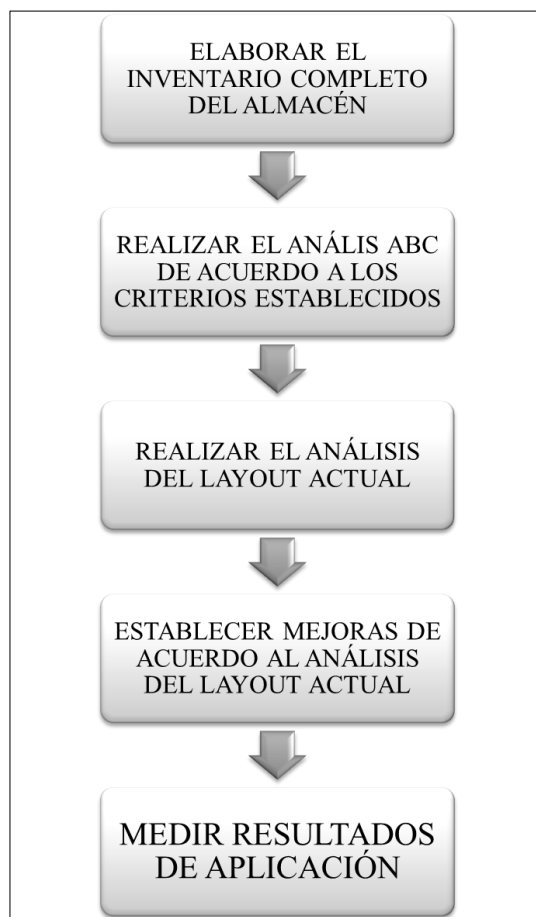 ELABORAR EL
INVENTARIO COMPLETO
DEL ALMACÉN
REALIZAR EL ANÁLIS ABC
DE ACUERDO A LOS
CRITERIOS ESTABLECIDOS
REALIZAR EL ANÁLISIS
DEL LAYOUT ACTUAL
ESTABLECER MEJORAS DE
ACUERDO AL ANÁLISIS
DEL LAYOUT ACTUAL
MEDIR RESULTADOS
DE APLICACIÓN